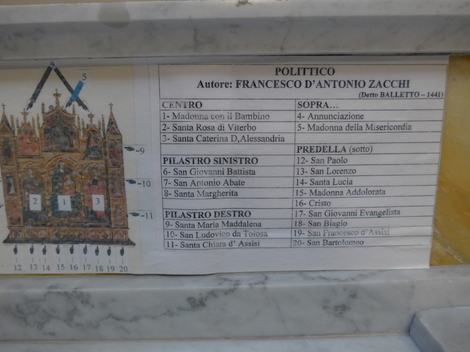 POLITTICO
Autore: FRANCESCO D'ANTONIO ZACCHI
(Detto BALLETTO – 1441)
CENTRO
1- Madonna con il Bambino
2- Santa Rosa di Viterbo
3- Santa Caterina D,Alessandria
PILASTRO SINISTRO
6- San Giovanni Battista
7- San Antonio Abate
8- Santa Margherita
PILASTRO DESTRO
9- Santa Maria Maddalena
10- San Ludovico da Tolosa
11- Santa Chiara d' Assisi
SOPRA…
4- Annunciazione
5- Madonna della Misericordia
PREDELLA (sotto)
12- San Paolo
13- San Lorenzo
14- Santa Lucia
15- Madonna Addolorata
16- Cristo
17- San Giovanni Evangelista
18- San Biagio
19- San Francesco d'Assisi
20- San Bartolomeo
5
9
10
11
2 1 3
12 13 14 15 16 17 18 19 20